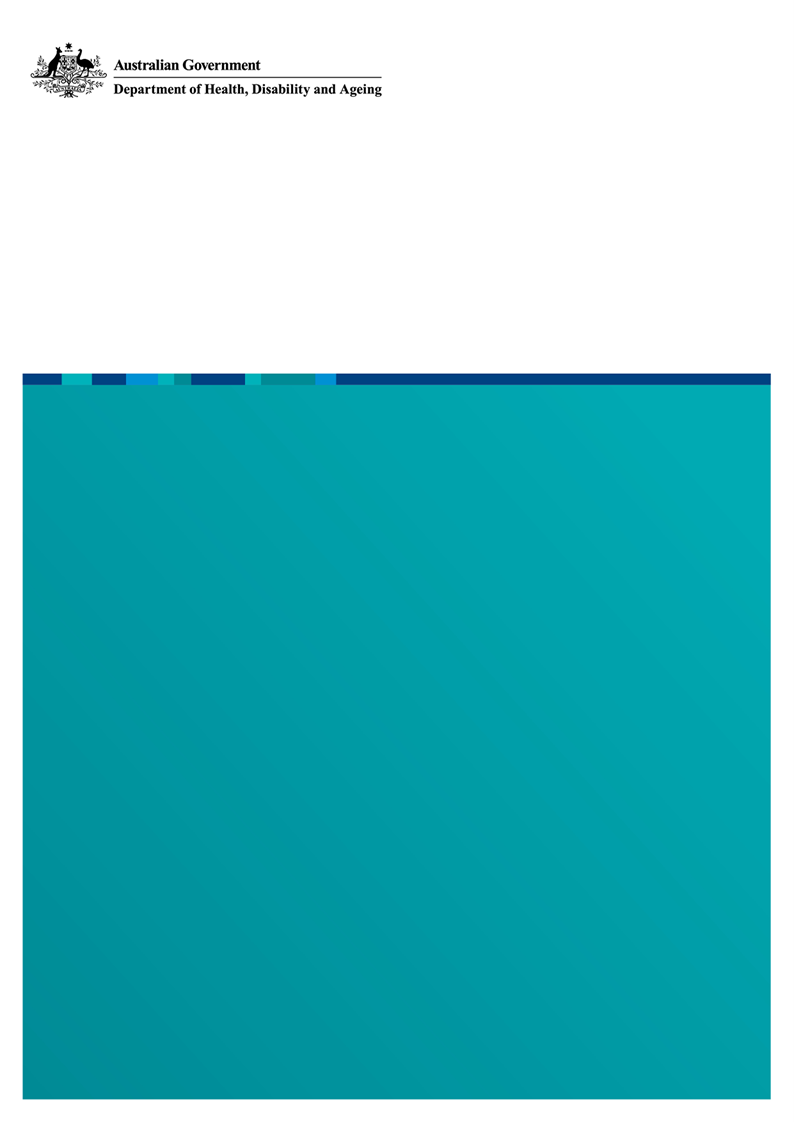 Australian Government
Department of Health, Disability and Ageing